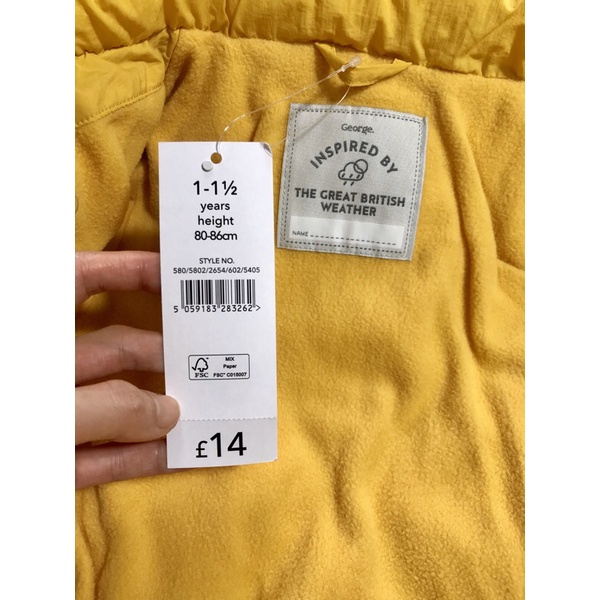 1-1½
years
height
80-86cm
STYLE NO.
580/5802/2654/602/5405
5 059183 283262 >
FSC
MIX
Paper
FSC® C015007
£14
George.
INSPIRED BY
THE GREAT BRITISH
WEATHER
NAME